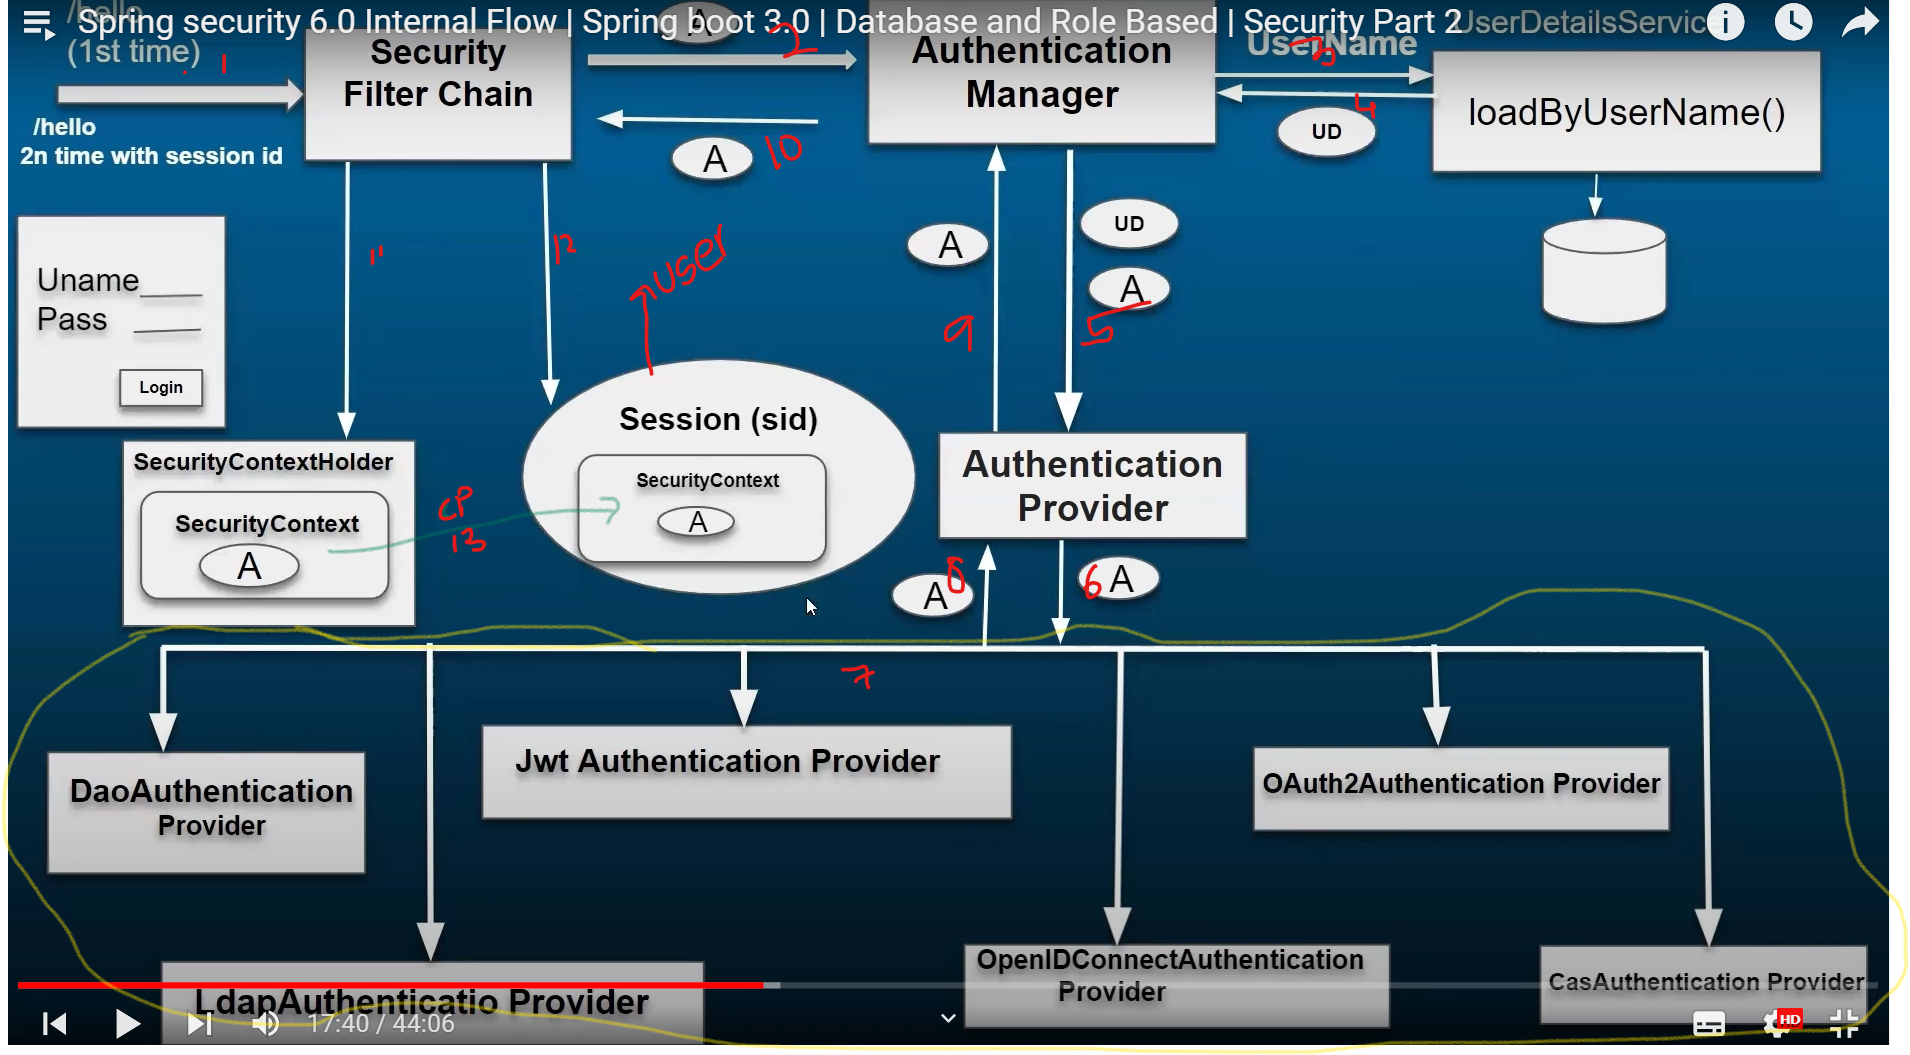 /hello
Spring security 6.0 Internal Flow | Spring boot 3.0 | Database and Role Based | Security Part 2
UserDetailsService
(1st time)
1
Security
Filter Chain
A
2
Authentication
Manager
UserName
3
4
UD
loadByUserName()
/hello
2n time with session id
A
10
11
12
user
A
9
UD
A
5
Uname
Pass
Login
Session (sid)
SecurityContext
A
SecurityContextHolder
SecurityContext
A
CP
13
Authentication
Provider
A
8
6
A
7
DaoAuthentication
Provider
Jwt Authentication Provider
OAuth2Authentication Provider
LdapAuthenticatio Provider
OpenIDConnectAuthentication
Provider
CasAuthentication Provider
17:40 / 44:06
HD